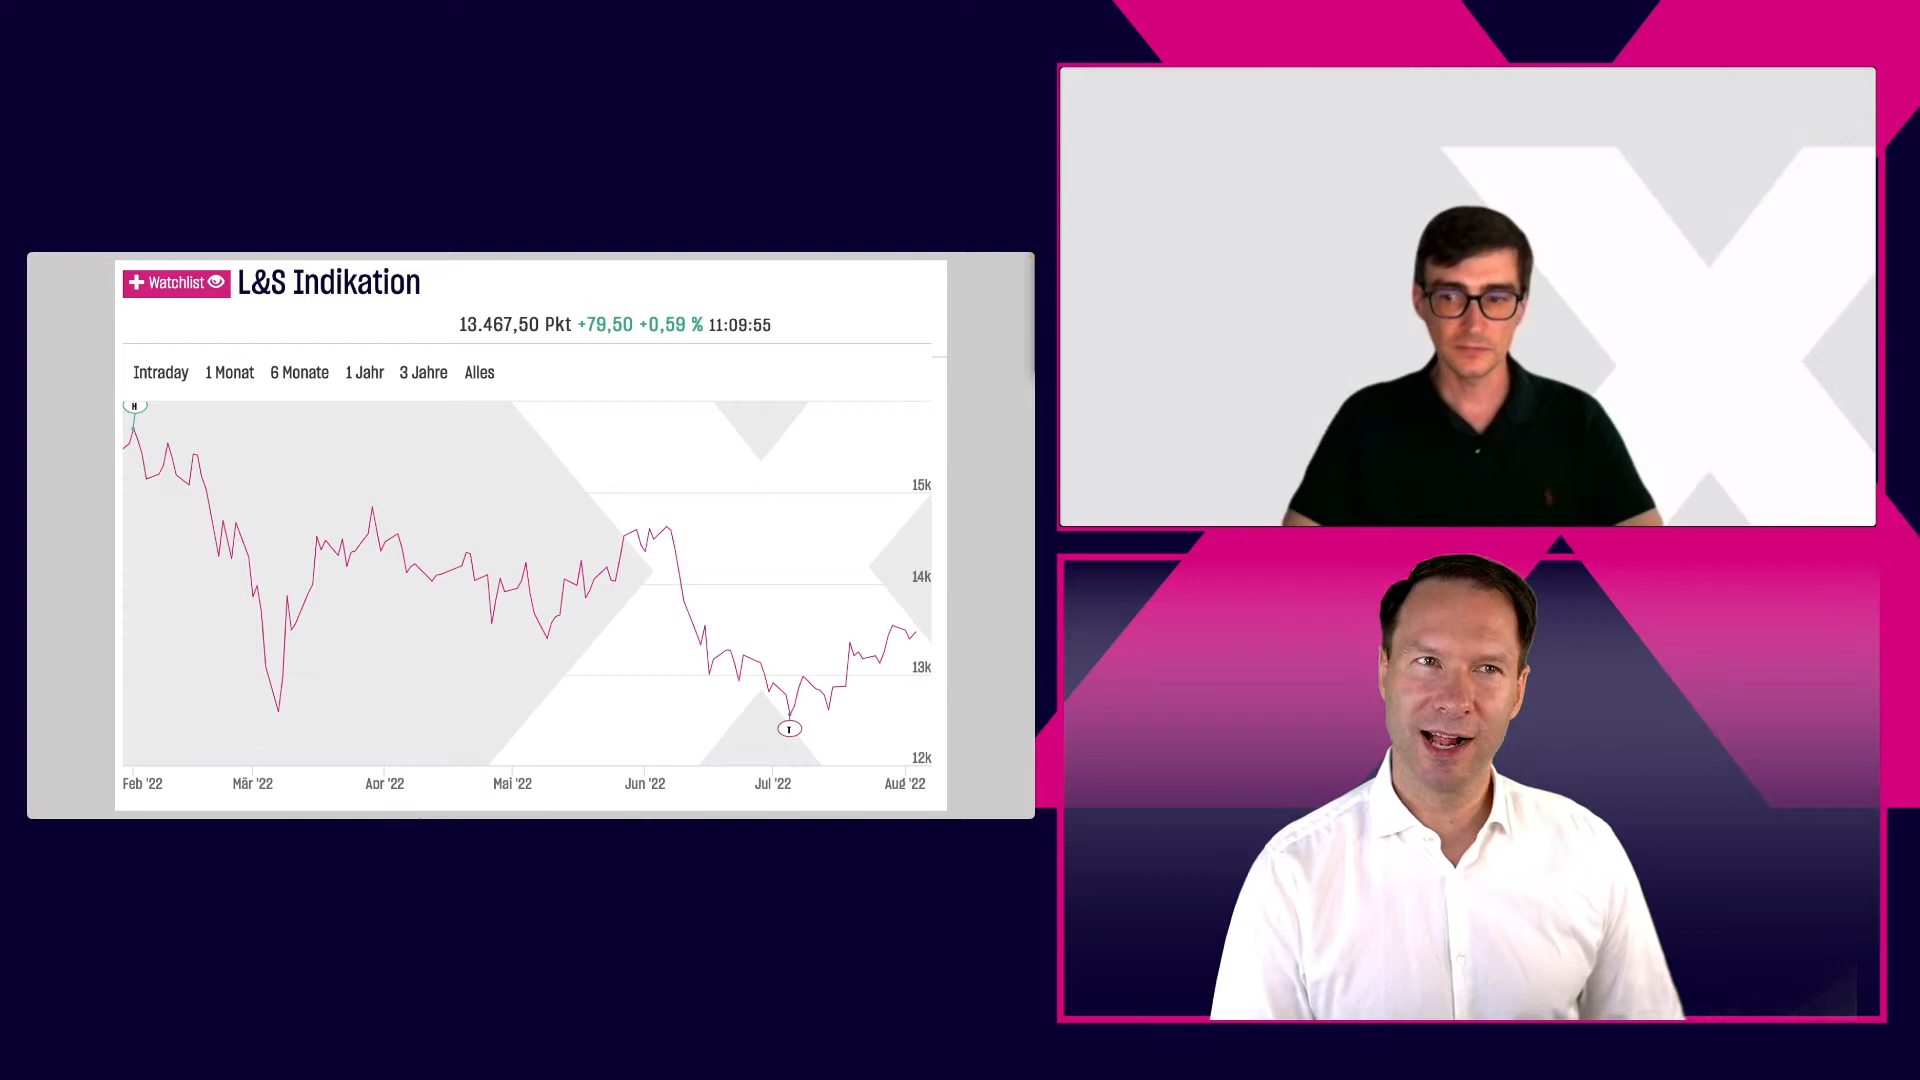 Watchlist L&S Indikation
13.467,50 Pkt +79,50 +0,59 % 11:09:55
Intraday 1 Monat 6 Monate 1 Jahr 3 Jahre Alles
H
15k
14k
13k
T
12k
Feb '22 Mär '22 Apr '22 Mai '22 Jun '22 Jul '22 Aug '22